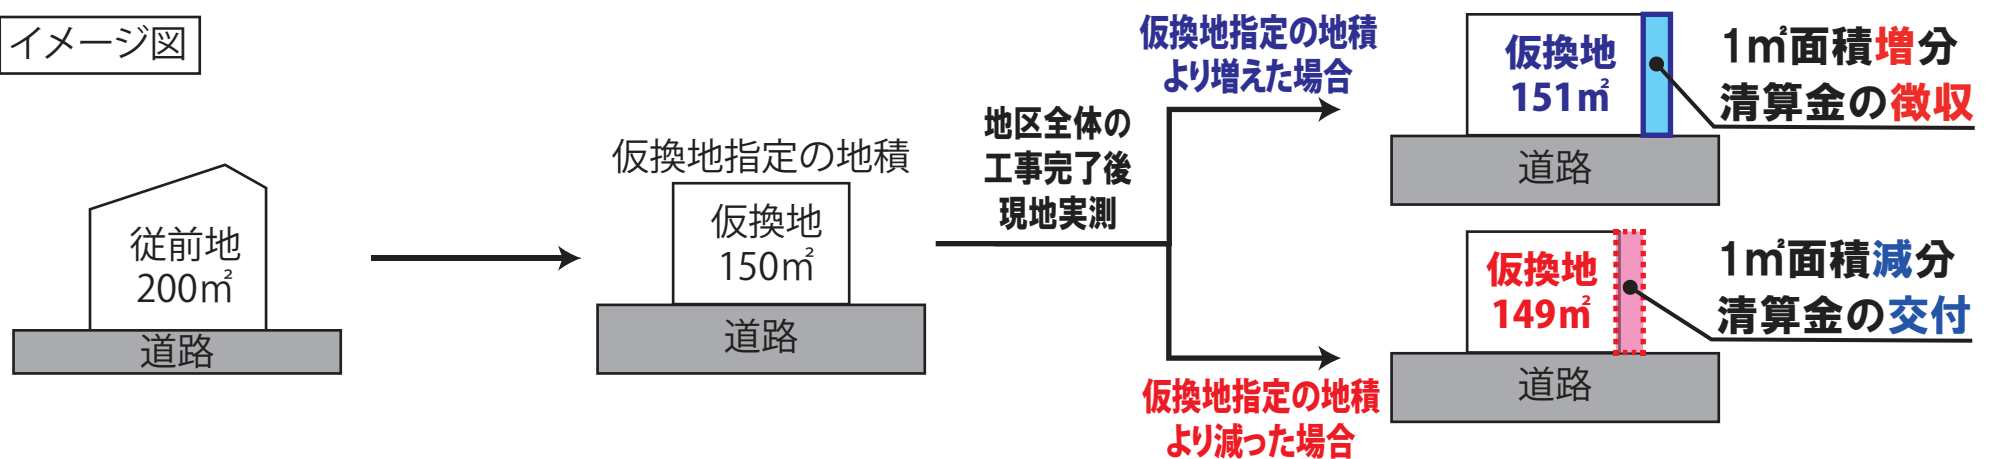 イメージ図
従前地
200㎡
道路
仮換地指定の地積
仮換地
150㎡
道路
地区全体の
工事完了後
現地実測
仮換地指定の地積
より増えた場合
仮換地
151㎡
道路
1㎡面積増分
清算金の徴収
仮換地指定の地積
より減った場合
仮換地
149㎡
道路
1㎡面積減分
清算金の交付